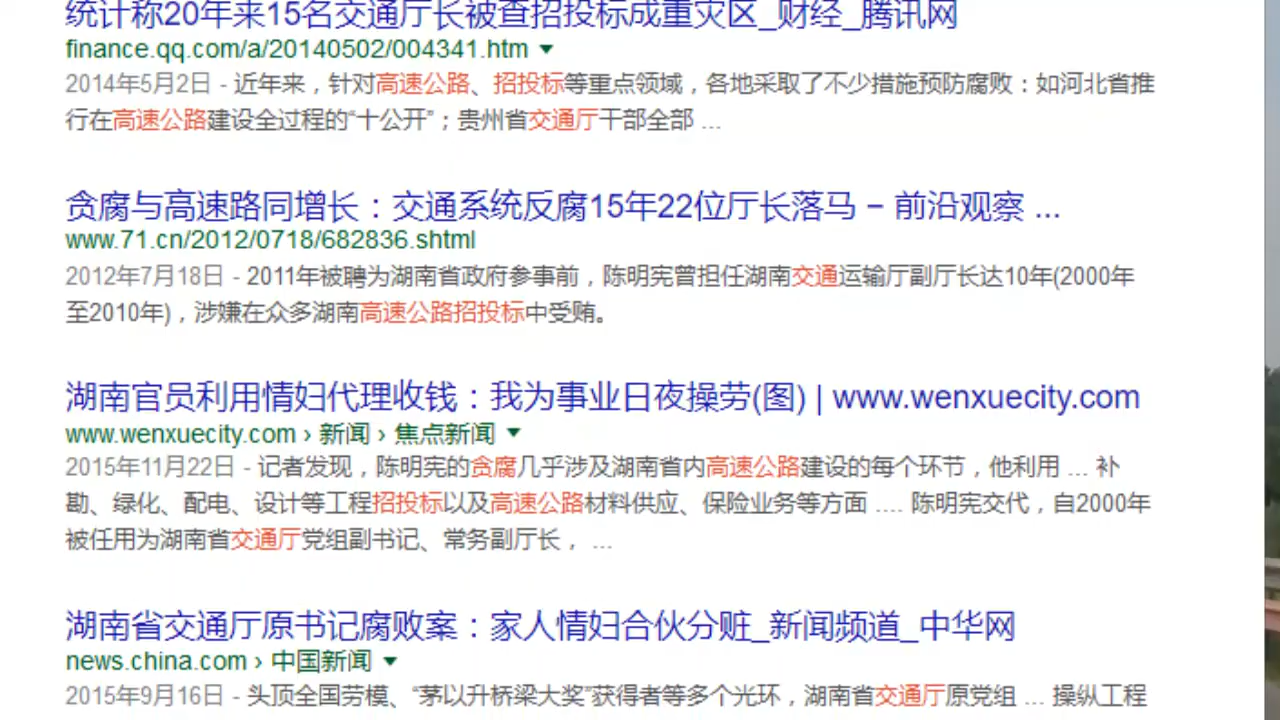 统计称20年来15名交通厅长被查招投标成重灾区_财经_腾讯网
finance.qq.com/a/20140502/004341.htm ▼
2014年5月2日 - 近年来，针对高速公路、招投标等重点领域，各地采取了不少措施预防腐败：如河北省推
行在高速公路建设全过程的“十公开”；贵州省交通厅干部全部 ...
贪腐与高速路同增长：交通系统反腐15年22位厅长落马 – 前沿观察 ...
www.71.cn/2012/0718/682836.shtml
2012年7月18日 - 2011年被聘为湖南省政府参事前，陈明宪曾担任湖南交通运输厅副厅长达10年(2000年
至2010年)，涉嫌在众多湖南高速公路招投标中受贿。
湖南官员利用情妇代理收钱：我为事业日夜操劳(图) | www.wenxuecity.com
www.wenxuecity.com › 新闻 › 焦点新闻 ▼
2015年11月22日 - 记者发现，陈明宪的贪腐几乎涉及湖南省内高速公路建设的每个环节，他利用 ... 补
勘、绿化、配电、设计等工程招投标以及高速公路材料供应、保险业务等方面 .... 陈明宪交代，自2000年
被任用为湖南省交通厅党组副书记、常务副厅长， ...
湖南省交通厅原书记腐败案：家人情妇合伙分赃_新闻频道_中华网
news.china.com › 中国新闻 ▼
2015年9月16日 - 头顶全国劳模、“茅以升桥梁大奖”获得者等多个光环，湖南省交通厅原党组 ... 操纵工程